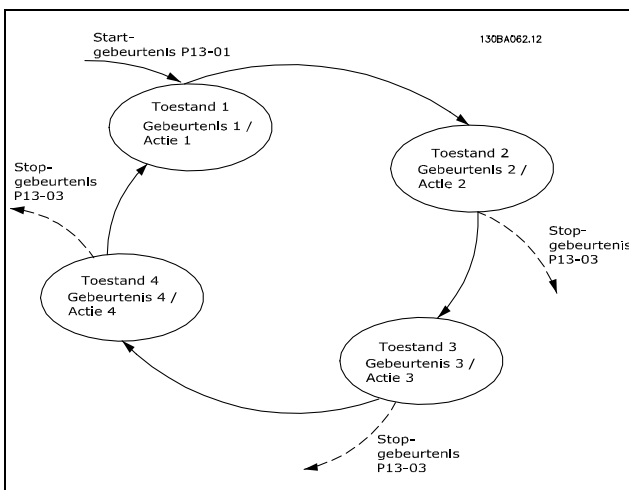 Start-
gebeurtenis P13-01
130BA062.12
Toestand 1
Gebeurtenis 1 /
Actie 1
Toestand 2
Gebeurtenis 2 /
Actie 2
Stop-
gebeurtenis
P13-03
Stop-
gebeurtenis
P13-03
Toestand 4
Gebeurtenis 4 /
Actie 4
Toestand 3
Gebeurtenis 3 /
Actie 3
Stop-
gebeurtenis
P13-03